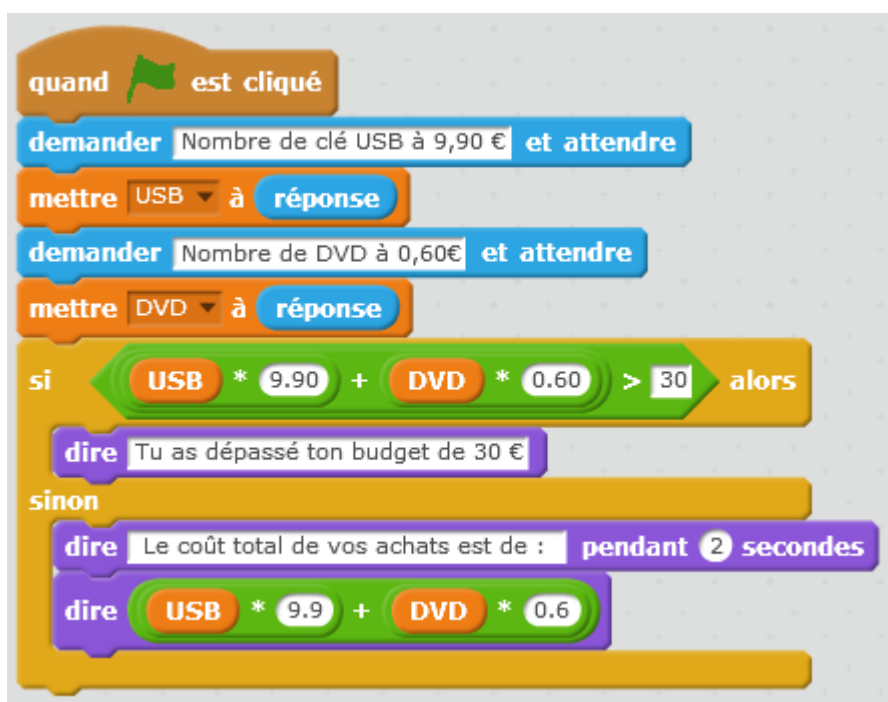 quand est cliqué
demander Nombre de clé USB à 9,90 € et attendre
mettre USB à réponse
demander Nombre de DVD à 0,60€ et attendre
mettre DVD à réponse
si USB * 9.90 + DVD * 0.60 > 30 alors
dire Tu as dépassé ton budget de 30 €
sinon
dire Le coût total de vos achats est de : pendant 2 secondes
dire USB * 9.9 + DVD * 0.6